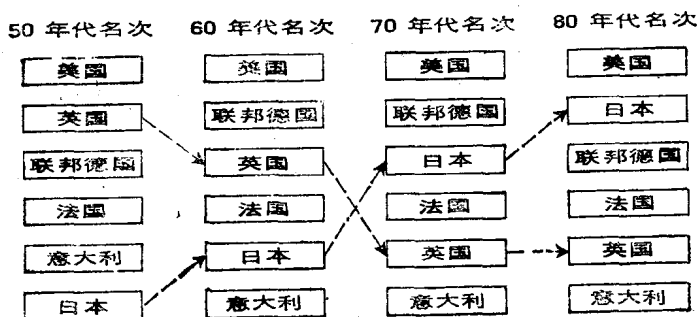 50 年代名次 60 年代名次 70 年代名次 80 年代名次
美国 美国 美国 美国
英国 联邦德国 联邦德国 日本
联邦德国 英国 日本 联邦德国
法国 法国 法国 法国
意大利 日本 英国 英国
日本 意大利 意大利 意大利